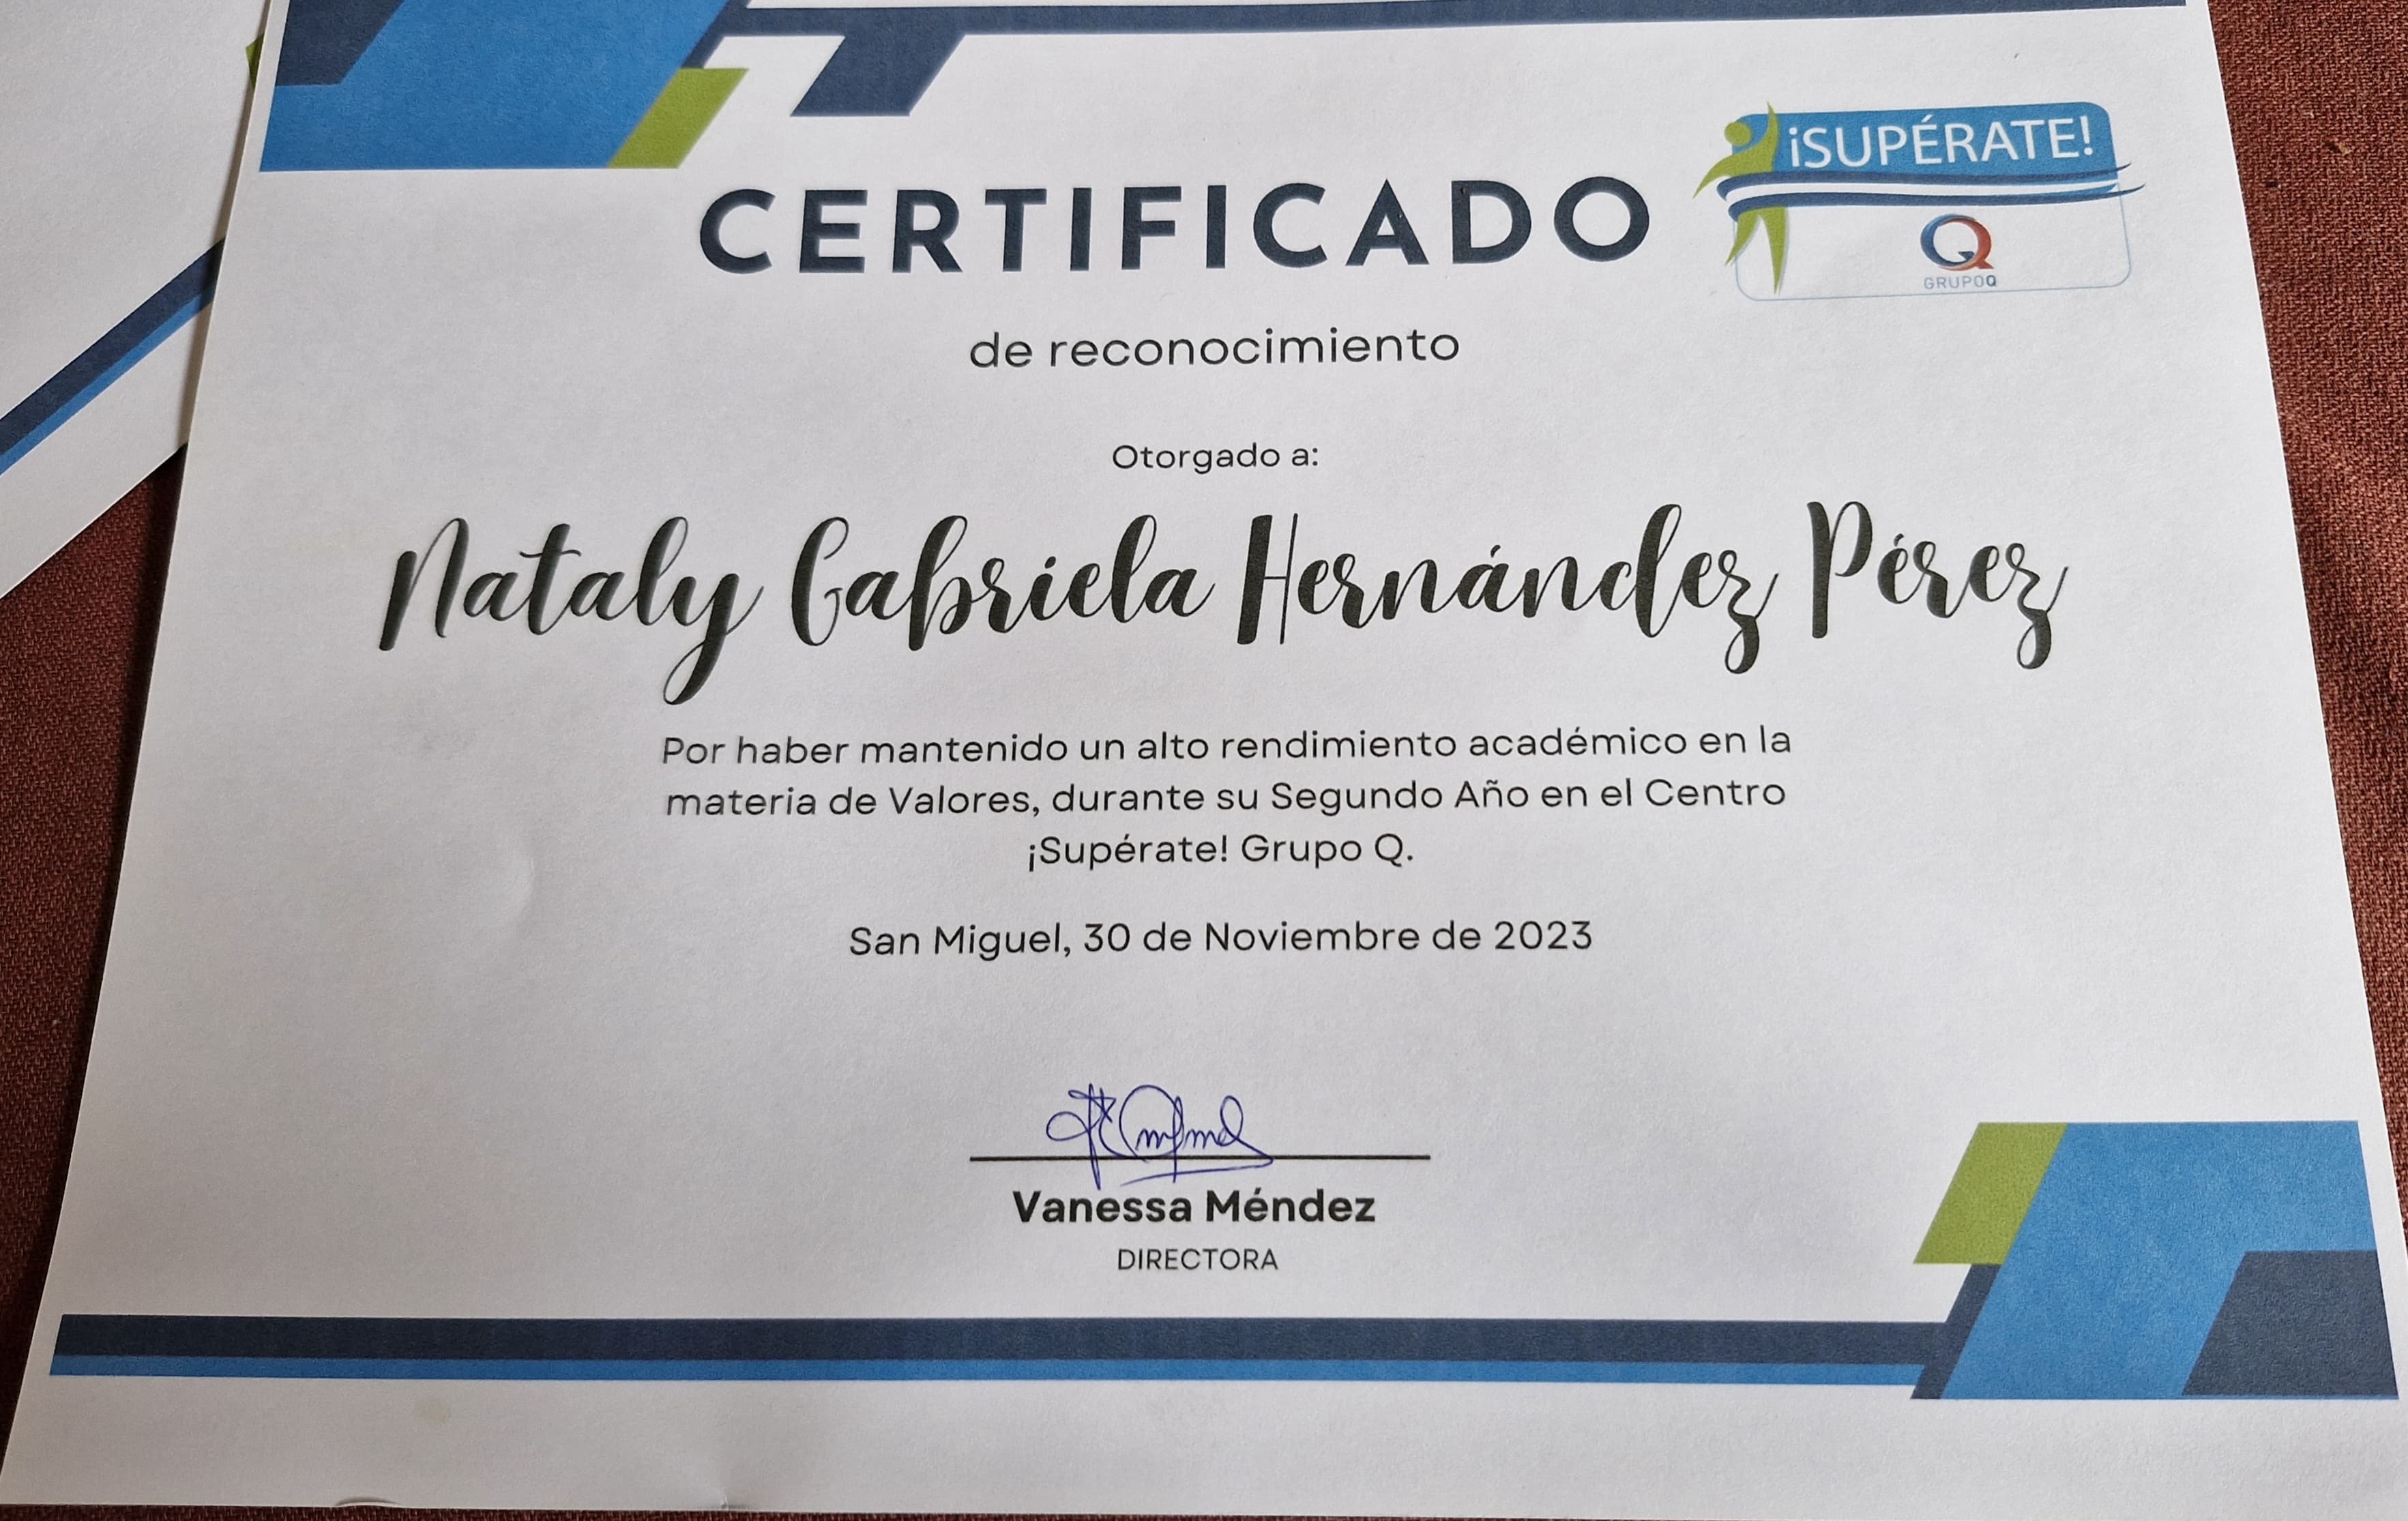 ¡SUPÉRATE!
GRUPOQ
CERTIFICADO
de reconocimiento
Otorgado a:
Nataly Gabriela Hernández Pérez
Por haber mantenido un alto rendimiento académico en la
materia de Valores, durante su Segundo Año en el Centro
¡Supérate! Grupo Q.
San Miguel, 30 de Noviembre de 2023
Vanessa Méndez
DIRECTORA